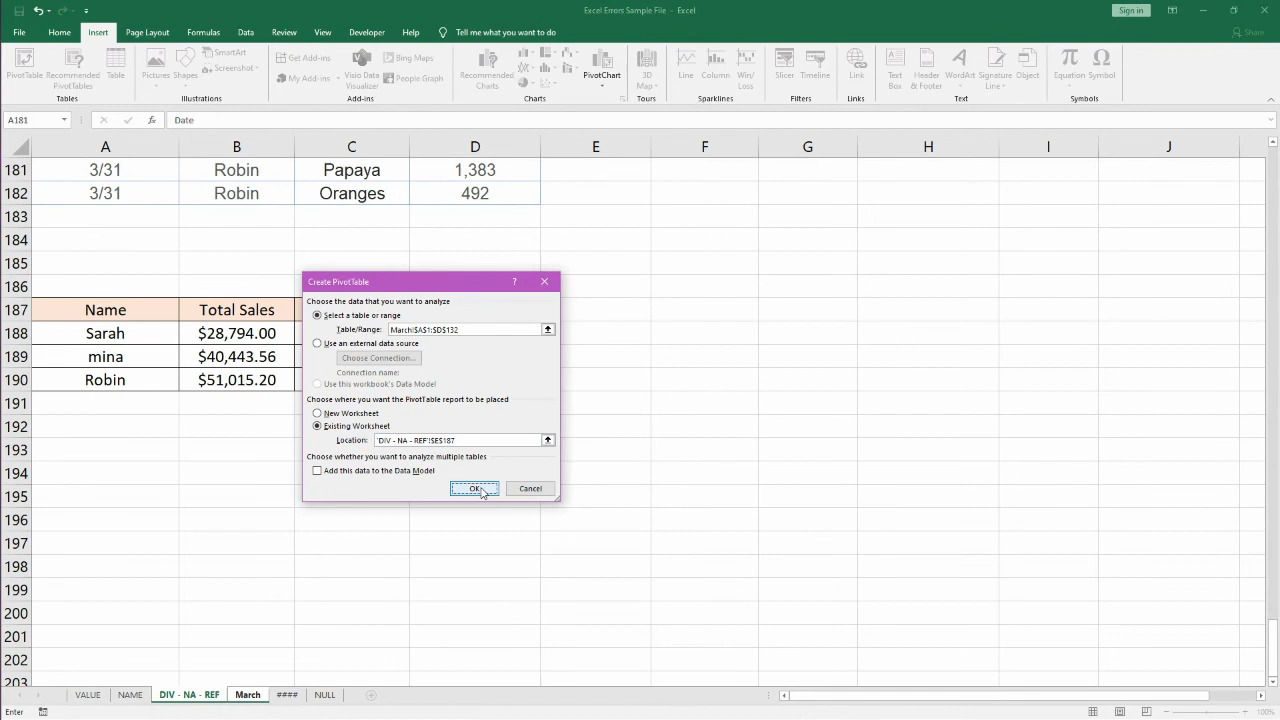 Excel Errors Sample File - Excel
Sign in
File Home Insert Page Layout Formulas Data Review View Developer Help Tell me what you want to do Share
PivotTable Recommended PivotTables Table
Pictures Shapes SmartArt Screenshot
Get Add-ins My Add-ins Visio Data Visualizer Bing Maps People Graph
Recommended Charts PivotChart 3D Map
Line Column Win/Loss
Slicer Timeline Link
Text Box Header & Footer WordArt Signature Line Object
Equation Symbol
Tables Illustrations Add-ins Charts Tours Sparklines Filters Links Text Symbols
A181 fx Date
A B C D E F G H I J
181 3/31 Robin Papaya 1,383
182 3/31 Robin Oranges 492
183
184
185
186
187 Name Total Sales
188 Sarah $28,794.00
189 mina $40,443.56
190 Robin $51,015.20
191
192
193
194
195
196
197
198
199
200
201
202
203
Create PivotTable ?
Choose the data that you want to analyze
Select a table or range
Table/Range: March!$A$1:$D$132
Use an external data source
Choose Connection...
Connection name:
Use this workbook's Data Model
Choose where you want the PivotTable report to be placed
New Worksheet
Existing Worksheet
Location: 'DIV - NA - REF'!$E$187
Choose whether you want to analyze multiple tables
Add this data to the Data Model
OK Cancel
VALUE NAME DIV - NA - REF March #### NULL
Enter 100%